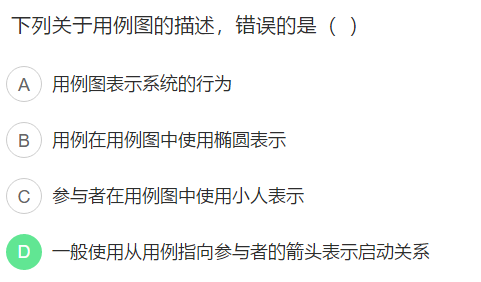 下列关于用例图的描述，错误的是（  ）
A 用例图表示系统的行为
B 用例在用例图中使用椭圆表示
C 参与者在用例图中使用小人表示
D 一般使用从用例指向参与者的箭头表示启动关系